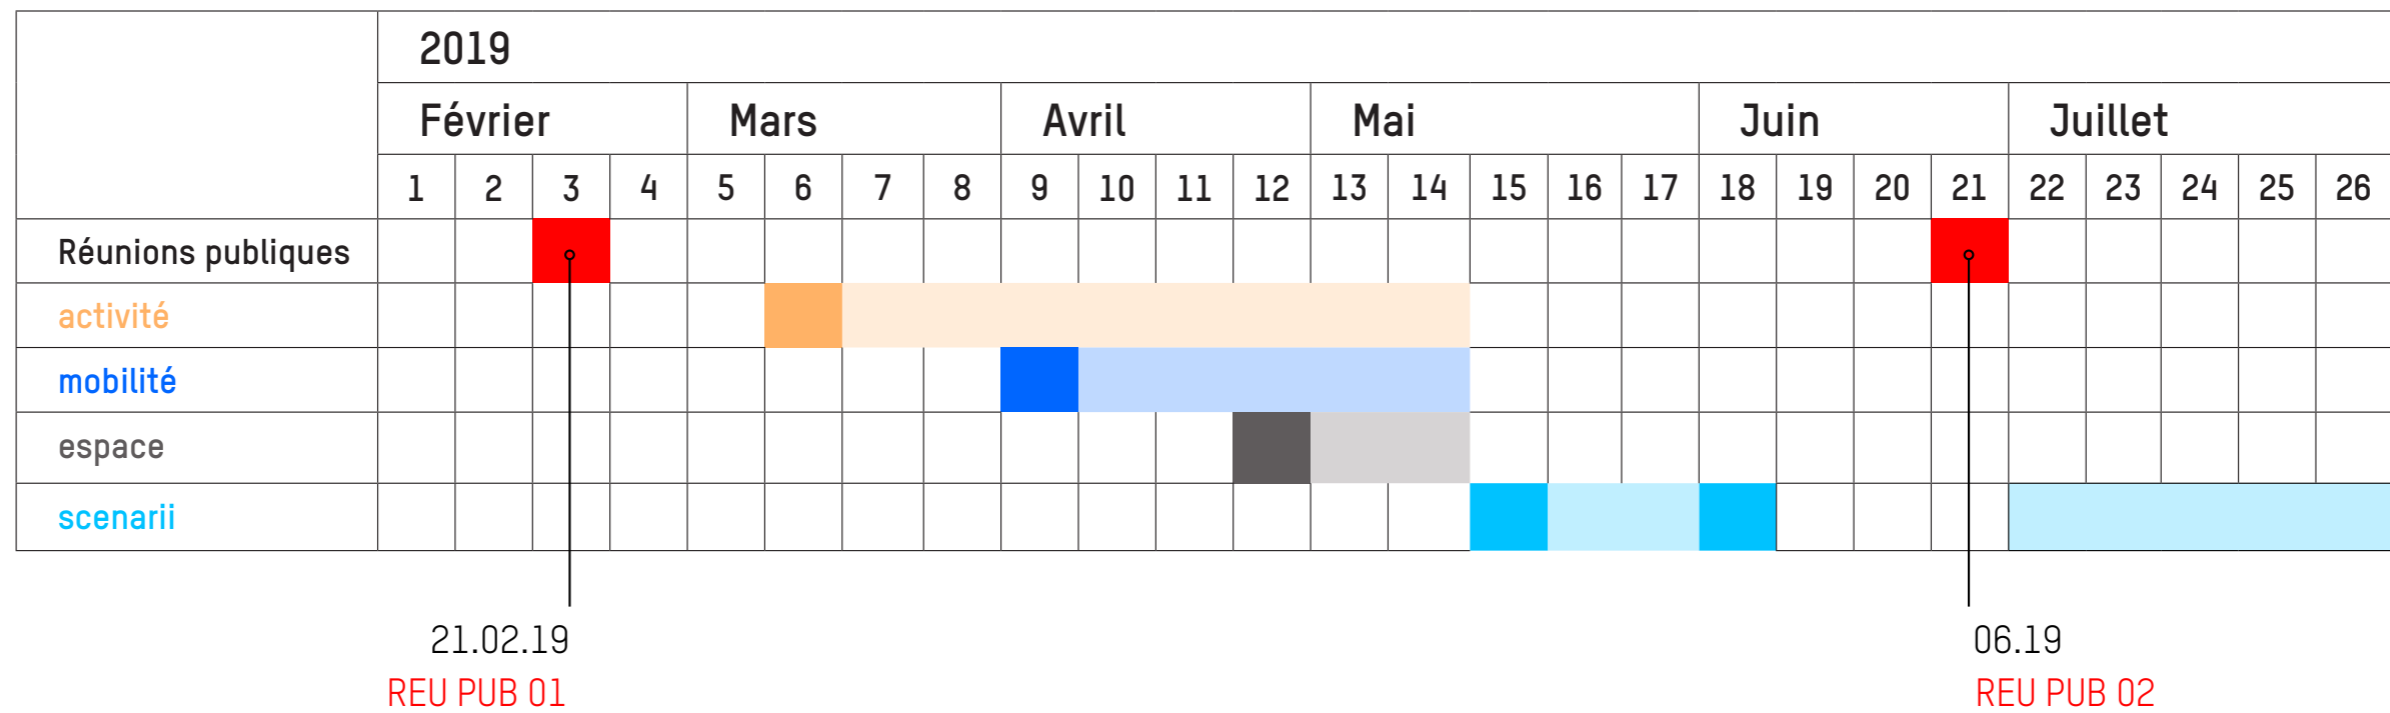 2019
Février Mars Avril Mai Juin Juillet
1 2 3 4 5 6 7 8 9 10 11 12 13 14 15 16 17 18 19 20 21 22 23 24 25 26
Réunions publiques
activité
mobilité
espace
scenarii
21.02.19 06.19
REU PUB 01 REU PUB 02